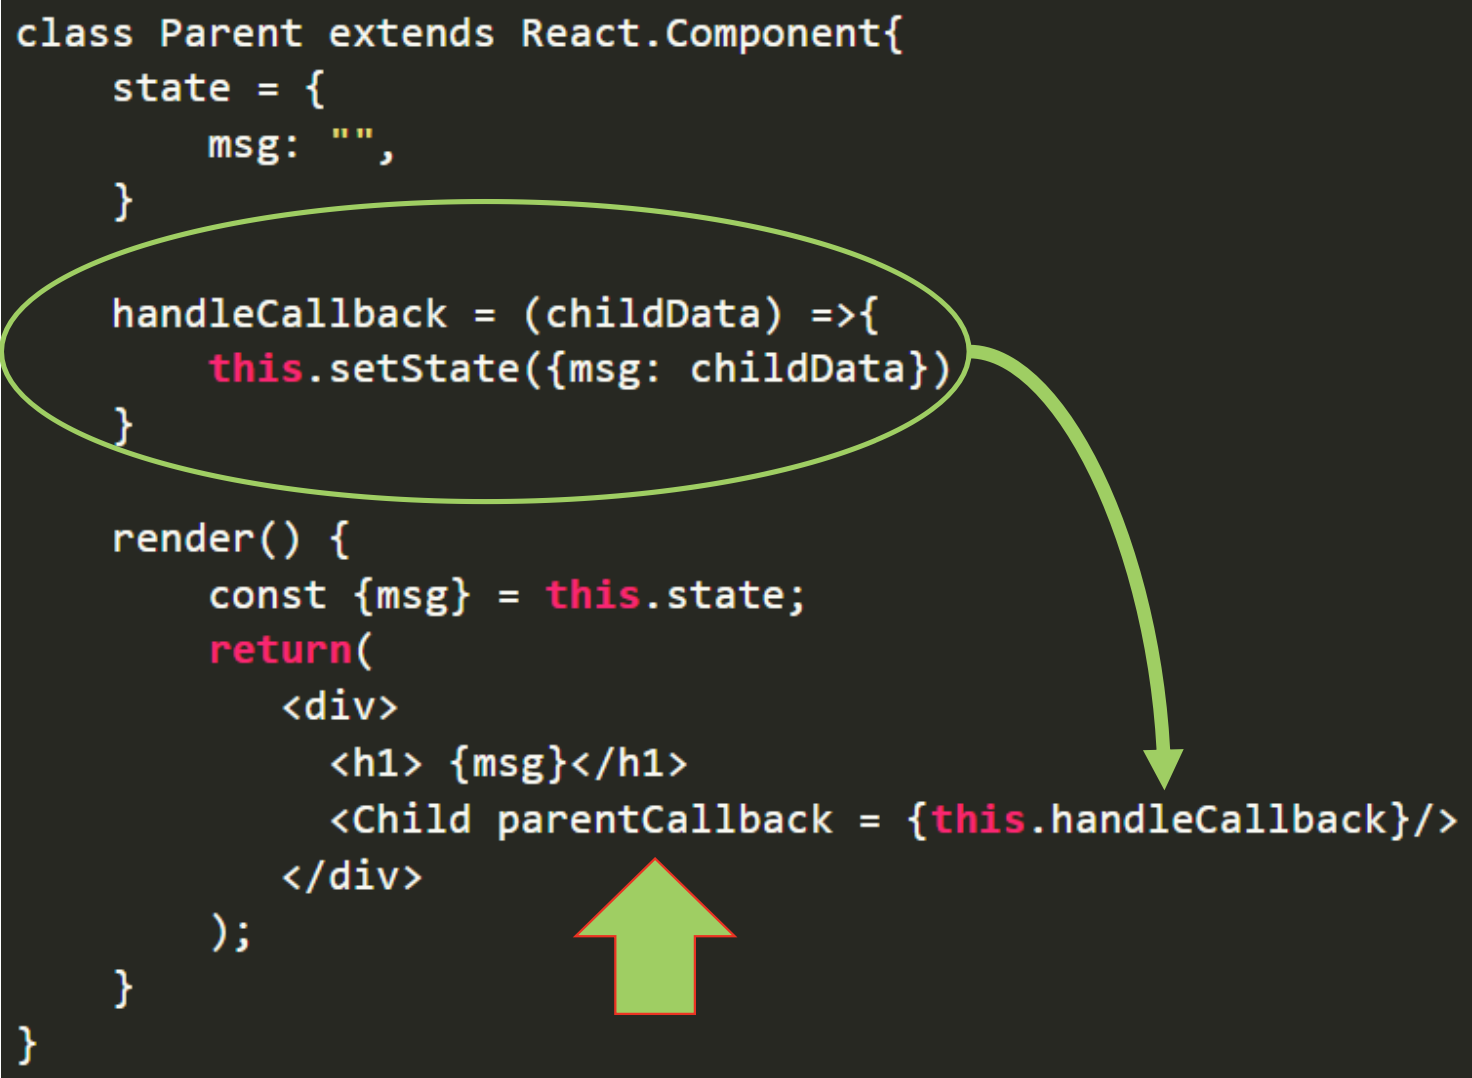 class Parent extends React.Component{
    state = {
        msg: "",
    }
    handleCallback = (childData) =>{
        this.setState({msg: childData})
    }
    render() {
        const {msg} = this.state;
        return(
           <div>
             <h1> {msg}</h1>
             <Child parentCallback = {this.handleCallback}/>
           </div>
        );
    }
}